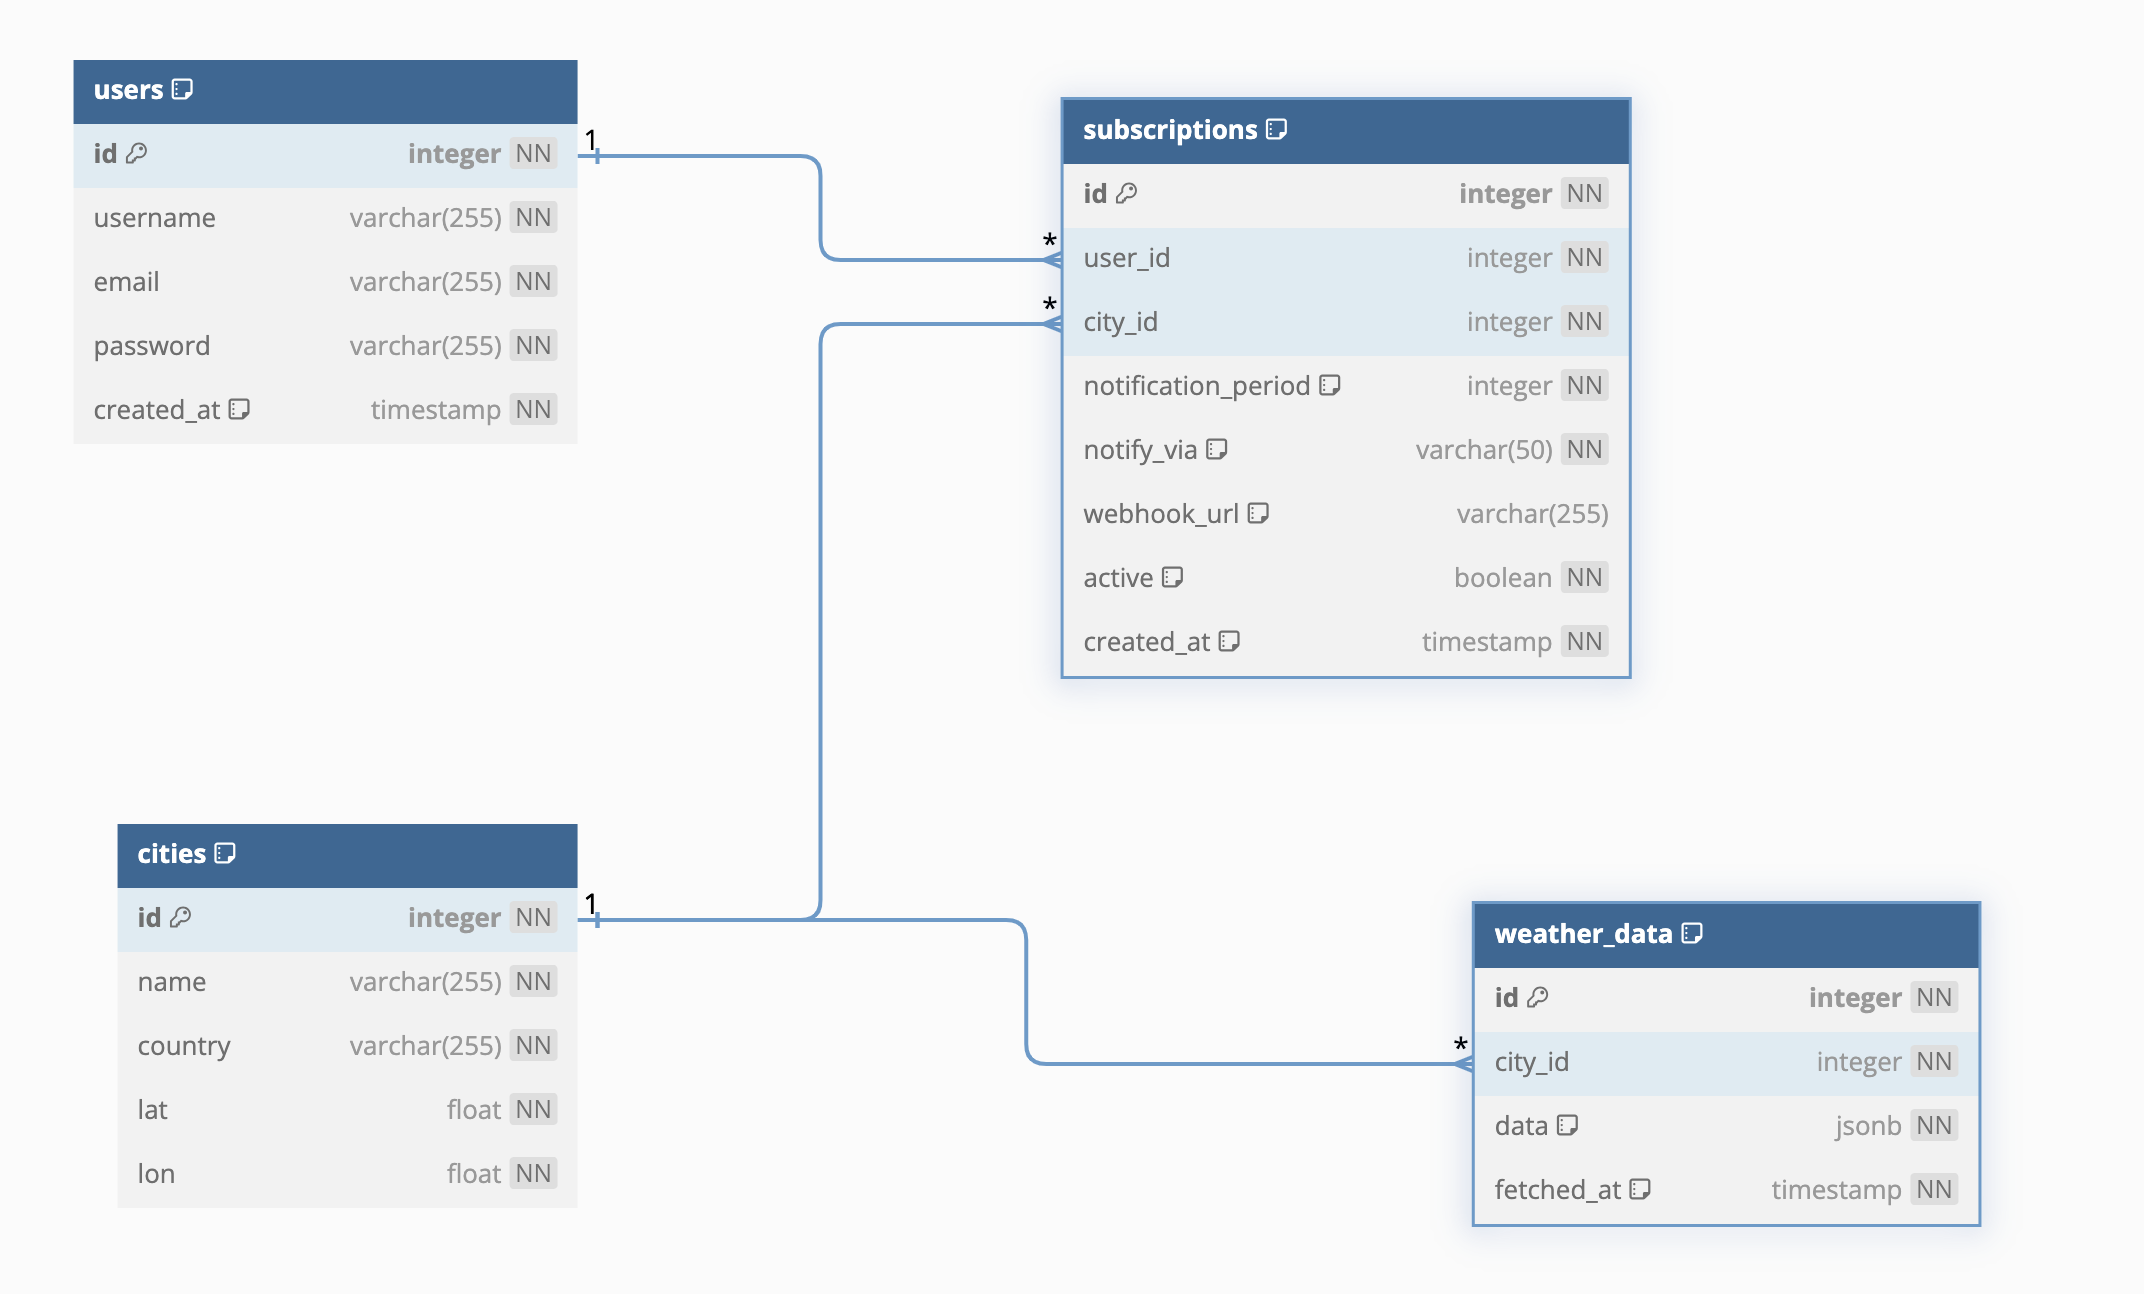 users
id integer NN
username varchar(255) NN
email varchar(255) NN
password varchar(255) NN
created_at timestamp NN
1
*
*
subscriptions
id integer NN
user_id integer NN
city_id integer NN
notification_period integer NN
notify_via varchar(50) NN
webhook_url varchar(255)
active boolean NN
created_at timestamp NN
cities
id integer NN
name varchar(255) NN
country varchar(255) NN
lat float NN
lon float NN
1
*
weather_data
id integer NN
city_id integer NN
data jsonb NN
fetched_at timestamp NN